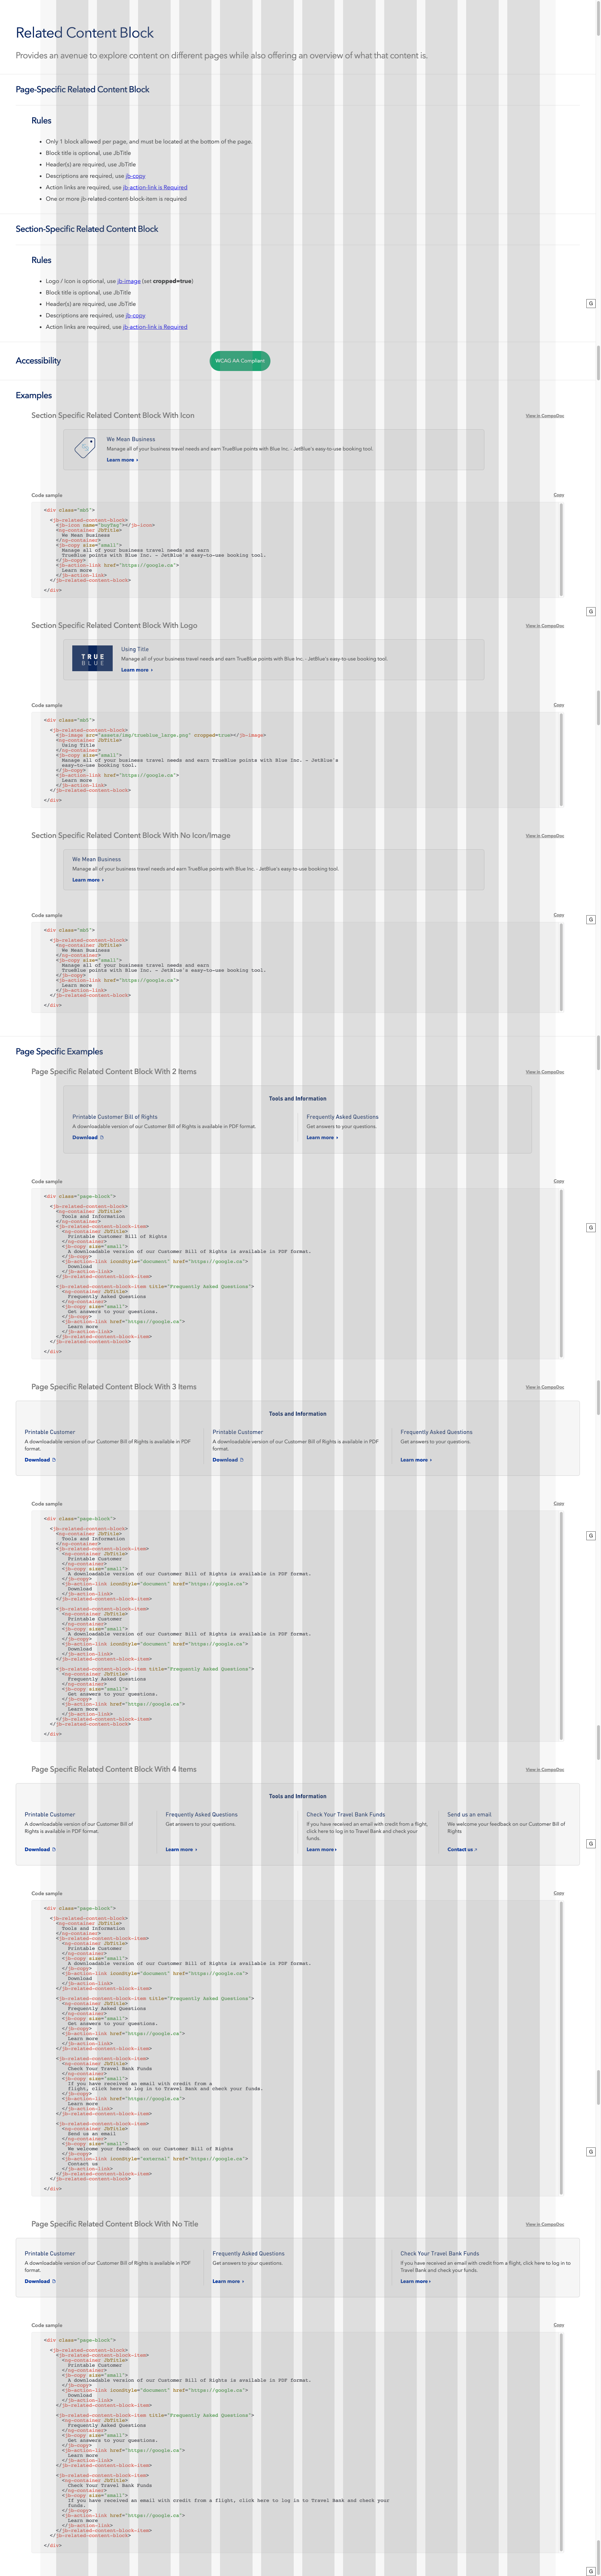 Related Content Block
Provides an avenue to explore content on different pages while also offering an overview of what that content is.
Page-Specific Related Content Block
Rules
Only 1 block allowed per page, and must be located at the bottom of the page.
Block title is optional, use JbTitle
Header(s) are required, use JbTitle
Descriptions are required, use jb-copy
Action links are required, use jb-action-link is Required
One or more jb-related-content-block-item is required
Section-Specific Related Content Block
Rules
Logo / Icon is optional, use jb-image (set cropped=true)
Block title is optional, use JbTitle
Header(s) are required, use JbTitle
Descriptions are required, use jb-copy
Action links are required, use jb-action-link is Required
G
Accessibility
WCAG AA Compliant
Examples
Section Specific Related Content Block With Icon
View in CompoDoc
We Mean Business
Manage all of your business travel needs and earn TrueBlue points with Blue Inc. - JetBlue's easy-to-use booking tool.
Learn more
Code sample
Copy
<div class="mb5">
<jb-related-content-block>
<jb-icon name="buyTag"></jb-icon>
<ng-container JbTitle>
We Mean Business
</ng-container>
<jb-copy size="small">
Manage all of your business travel needs and earn
TrueBlue points with Blue Inc. - JetBlue's easy-to-use booking tool.
</jb-copy>
<jb-action-link href="https://google.ca">
Learn more
</jb-action-link>
</jb-related-content-block>
</div>
G
Section Specific Related Content Block With Logo
View in CompoDoc
TRUE
BLUE
Using Title
Manage all of your business travel needs and earn TrueBlue points with Blue Inc. - JetBlue's easy-to-use booking tool.
Learn more
Code sample
Copy
<div class="mb5">
<jb-related-content-block>
<jb-image src="assets/img/trueblue_large.png" cropped=true></jb-image>
<ng-container JbTitle>
Using Title
</ng-container>
<jb-copy size="small">
Manage all of your business travel needs and earn TrueBlue points with Blue Inc. - JetBlue's
easy-to-use booking tool.
</jb-copy>
<jb-action-link href="https://google.ca">
Learn more
</jb-action-link>
</jb-related-content-block>
</div>
Section Specific Related Content Block With No Icon/Image
View in CompoDoc
We Mean Business
Manage all of your business travel needs and earn TrueBlue points with Blue Inc. - JetBlue's easy-to-use booking tool.
Learn more
Code sample
Copy
G
<div class="mb5">
<jb-related-content-block>
<ng-container JbTitle>
We Mean Business
</ng-container>
<jb-copy size="small">
Manage all of your business travel needs and earn
TrueBlue points with Blue Inc. - JetBlue's easy-to-use booking tool.
</jb-copy>
<jb-action-link href="https://google.ca">
Learn more
</jb-action-link>
</jb-related-content-block>
</div>
Page Specific Examples
Page Specific Related Content Block With 2 Items
View in CompoDoc
Tools and Information
Printable Customer Bill of Rights
A downloadable version of our Customer Bill of Rights is available in PDF format.
Download
Frequently Asked Questions
Get answers to your questions.
Learn more
Code sample
Copy
<div class="page-block">
<jb-related-content-block>
<ng-container JbTitle>
Tools and Information
</ng-container>
<jb-related-content-block-item>
<ng-container JbTitle>
Printable Customer Bill of Rights
</ng-container>
<jb-copy size="small">
A downloadable version of our Customer Bill of Rights is available in PDF format.
</jb-copy>
<jb-action-link iconStyle="document" href="https://google.ca">
Download
</jb-action-link>
</jb-related-content-block-item>
<jb-related-content-block-item title="Frequently Asked Questions">
<ng-container JbTitle>
Frequently Asked Questions
</ng-container>
<jb-copy size="small">
Get answers to your questions.
</jb-copy>
<jb-action-link href="https://google.ca">
Learn more
</jb-action-link>
</jb-related-content-block-item>
</jb-related-content-block>
</div>
G
Page Specific Related Content Block With 3 Items
View in CompoDoc
Tools and Information
Printable Customer
A downloadable version of our Customer Bill of Rights is available in PDF
format.
Download
Printable Customer
A downloadable version of our Customer Bill of Rights is available in PDF
format.
Download
Frequently Asked Questions
Get answers to your questions.
Learn more
Code sample
Copy
<div class="page-block">
<jb-related-content-block>
<ng-container JbTitle>
Tools and Information
</ng-container>
<jb-related-content-block-item>
<ng-container JbTitle>
Printable Customer
</ng-container>
<jb-copy size="small">
A downloadable version of our Customer Bill of Rights is available in PDF format.
</jb-copy>
<jb-action-link iconStyle="document" href="https://google.ca">
Download
</jb-action-link>
</jb-related-content-block-item>
<jb-related-content-block-item>
<ng-container JbTitle>
Printable Customer
</ng-container>
<jb-copy size="small">
A downloadable version of our Customer Bill of Rights is available in PDF format.
</jb-copy>
<jb-action-link iconStyle="document" href="https://google.ca">
Download
</jb-action-link>
</jb-related-content-block-item>
<jb-related-content-block-item title="Frequently Asked Questions">
<ng-container JbTitle>
Frequently Asked Questions
</ng-container>
<jb-copy size="small">
Get answers to your questions.
</jb-copy>
<jb-action-link href="https://google.ca">
Learn more
</jb-action-link>
</jb-related-content-block-item>
</jb-related-content-block>
</div>
G
Page Specific Related Content Block With 4 Items
View in CompoDoc
Tools and Information
Printable Customer
A downloadable version of our Customer Bill of
Rights is available in PDF format.
Download
Frequently Asked Questions
Get answers to your questions
Learn more
Check Your Travel Bank Funds
If you have received an email with credit from a flight,
click here to log in to Travel Bank and check your
funds.
Learn more
Send us an email
We welcome your feedback on our Customer Bill of
Rights
Contact us
G
Code sample
Copy
<div class="page-block">
<jb-related-content-block>
<ng-container JbTitle>
Tools and Information
</ng-container>
<jb-related-content-block-item>
<ng-container JbTitle>
Printable Customer
</ng-container>
<jb-copy size="small">
A downloadable version of our Customer Bill of Rights is available in PDF format.
</jb-copy>
<jb-action-link iconStyle="document" href="https://google.ca">
Download
</jb-action-link>
</jb-related-content-block-item>
<jb-related-content-block-item title="Frequently Asked Questions">
<ng-container JbTitle>
Frequently Asked Questions
</ng-container>
<jb-copy size="small">
Get answers to your questions.
</jb-copy>
<jb-action-link href="https://google.ca">
Learn more
</jb-action-link>
</jb-related-content-block-item>
<jb-related-content-block-item>
<ng-container JbTitle>
Check Your Travel Bank Funds
</ng-container>
<jb-copy size="small">
If you have received an email with credit from a
flight, click here to log in to Travel Bank and check your funds.
</jb-copy>
<jb-action-link href="https://google.ca">
Learn more
</jb-action-link>
</jb-related-content-block-item>
<jb-related-content-block-item>
<ng-container JbTitle>
Send us an email
</ng-container>
<jb-copy size="small">
We welcome your feedback on our Customer Bill of Rights
</jb-copy>
<jb-action-link iconStyle="external" href="https://google.ca">
Contact us
</jb-action-link>
</jb-related-content-block-item>
</jb-related-content-block>
</div>
G
Page Specific Related Content Block With No Title
View in CompoDoc
Printable Customer
A downloadable version of our Customer Bill of Rights is available in PDF
format.
Download
Frequently Asked Questions
Get answers to your questions.
Learn more
Check Your Travel Bank Funds
If you have received an email with credit from a flight, click here to log in to
Travel Bank and check your funds.
Learn more
Code sample
Copy
<div class="page-block">
<jb-related-content-block>
<jb-related-content-block-item>
<ng-container JbTitle>
Printable Customer
</ng-container>
<jb-copy size="small">
A downloadable version of our Customer Bill of Rights is available in PDF format.
</jb-copy>
<jb-action-link iconStyle="document" href="https://google.ca">
Download
</jb-action-link>
</jb-related-content-block-item>
<jb-related-content-block-item title="Frequently Asked Questions">
<ng-container JbTitle>
Frequently Asked Questions
</ng-container>
<jb-copy size="small">
Get answers to your questions.
</jb-copy>
<jb-action-link href="https://google.ca">
Learn more
</jb-action-link>
</jb-related-content-block-item>
<jb-related-content-block-item>
<ng-container JbTitle>
Check Your Travel Bank Funds
</ng-container>
<jb-copy size="small">
If you have received an email with credit from a flight, click here to log in to Travel Bank and check your
funds.
</jb-copy>
<jb-action-link href="https://google.ca">
Learn more
</jb-action-link>
</jb-related-content-block-item>
</jb-related-content-block>
</div>
G